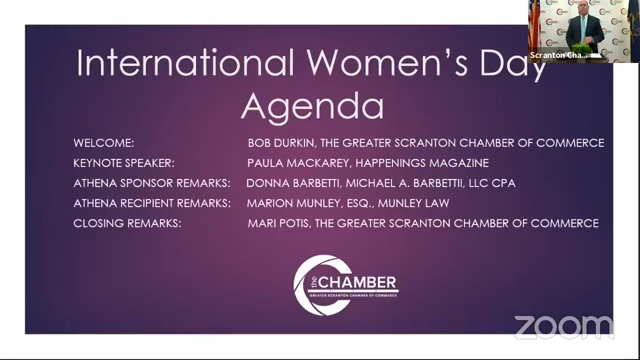 International Women's Day
Agenda
WELCOME: BOB DURKIN, THE GREATER SCRANTON CHAMBER OF COMMERCE
KEYNOTE SPEAKER: PAULA MACKAREY, HAPPENINGS MAGAZINE
ATHENA SPONSOR REMARKS: DONNA BARBETTI, MICHAEL A. BARBETTII, LLC CPA
ATHENA RECIPIENT REMARKS: MARION MUNLEY, ESQ., MUNLEY LAW
CLOSING REMARKS: MARI POTIS, THE GREATER SCRANTON CHAMBER OF COMMERCE
the CHAMBER
GREATER SCRANTON CHAMBER OF COMMERCE
Scranton Cha...
zoom